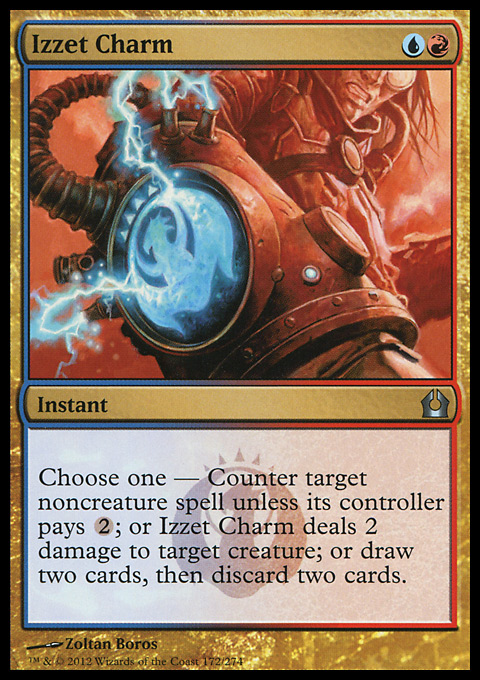 Izzet Charm
Instant
Choose one — Counter target
noncreature spell unless its controller
pays 2; or Izzet Charm deals 2
damage to target creature; or draw
two cards, then discard two cards.
Zoltan Boros
™ & © 2012 Wizards of the Coast 172/274